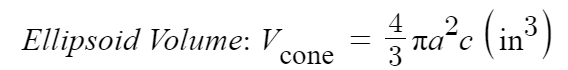 Ellipsoid Volume: V_cone = 4/3 πa²c (in³)